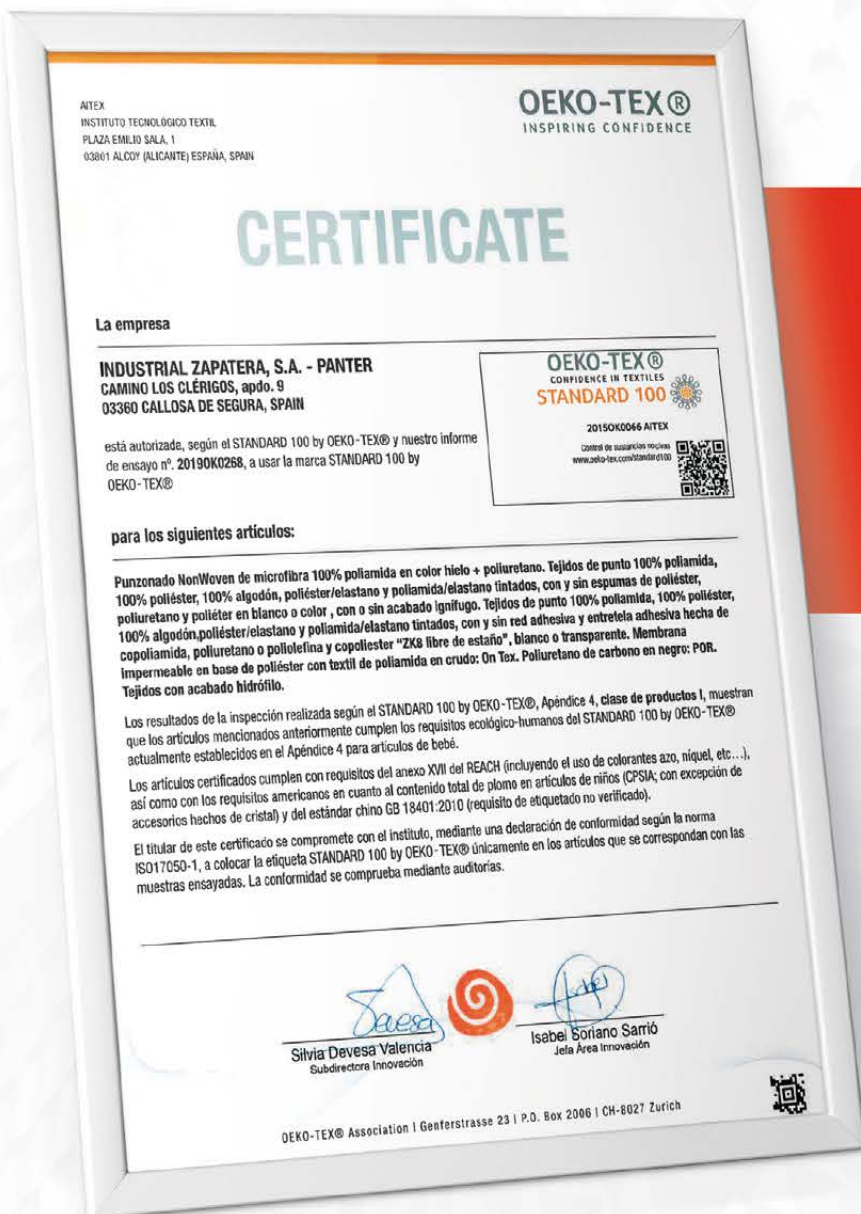 AITEX
INSTITUTO TECNOLÓGICO TEXTIL
PLAZA EMILIO SALA, 1
03801 ALCOY (ALICANTE) ESPAÑA, SPAIN
OEKO-TEX®
INSPIRING CONFIDENCE
CERTIFICATE
La empresa
INDUSTRIAL ZAPATERA, S.A. - PANTER
CAMINO LOS CLÉRIGOS, apdo. 9
03360 CALLOSA DE SEGURA, SPAIN
está autorizada, según el STANDARD 100 by OEKO-TEX® y nuestro informe
de ensayo nº. 2019OK0268, a usar la marca STANDARD 100 by
OEKO-TEX®
OEKO-TEX®
CONFIDENCE IN TEXTILES
STANDARD 100
2015OK0066 AITEX
Control de sustancias nocivas
www.oeko-tex.com/standard100
para los siguientes artículos:
Punzonado NonWoven de microfibra 100% poliamida en color hielo + poliuretano. Tejidos de punto 100% poliamida,
100% poliéster, 100% algodón, poliéster/elastano y poliamida/elastano tintados, con y sin espumas de poliéster,
poliuretano y poliéter en blanco o color , con o sin acabado ignífugo. Tejidos de punto 100% poliamida, 100% poliéster,
100% algodón,poliéster/elastano y poliamida/elastano tintados, con y sin red adhesiva y entretela adhesiva hecha de
copoliamida, poliuretano o poliolefina y copoliester "ZK8 libre de estaño", blanco o transparente. Membrana
impermeable en base de poliéster con textil de poliamida en crudo: On Tex. Poliuretano de carbono en negro: POR.
Tejidos con acabado hidrófilo.
Los resultados de la inspección realizada según el STANDARD 100 by OEKO-TEX®, Apéndice 4, clase de productos I, muestran
que los artículos mencionados anteriormente cumplen los requisitos ecológico-humanos del STANDARD 100 by OEKO-TEX®
actualmente establecidos en el Apéndice 4 para artículos de bebé.
Los artículos certificados cumplen con requisitos del anexo XVII del REACH (incluyendo el uso de colorantes azo, níquel, etc...),
así como con los requisitos americanos en cuanto al contenido total de plomo en artículos de niños (CPSIA; con excepción de
accesorios hechos de cristal) y del estándar chino GB 18401:2010 (requisito de etiquetado no verificado).
El titular de este certificado se compromete con el instituto, mediante una declaración de conformidad según la norma
ISO17050-1, a colocar la etiqueta STANDARD 100 by OEKO-TEX® únicamente en los artículos que se correspondan con las
muestras ensayadas. La conformidad se comprueba mediante auditorías.
Devesa
Isabel
Silvia Devesa Valencia
Subdirectora Innovación
Isabel Soriano Sarrió
Jefa Área Innovación
OEKO-TEX® Association | Genferstrasse 23 | P.O. Box 2006 | CH-8027 Zurich